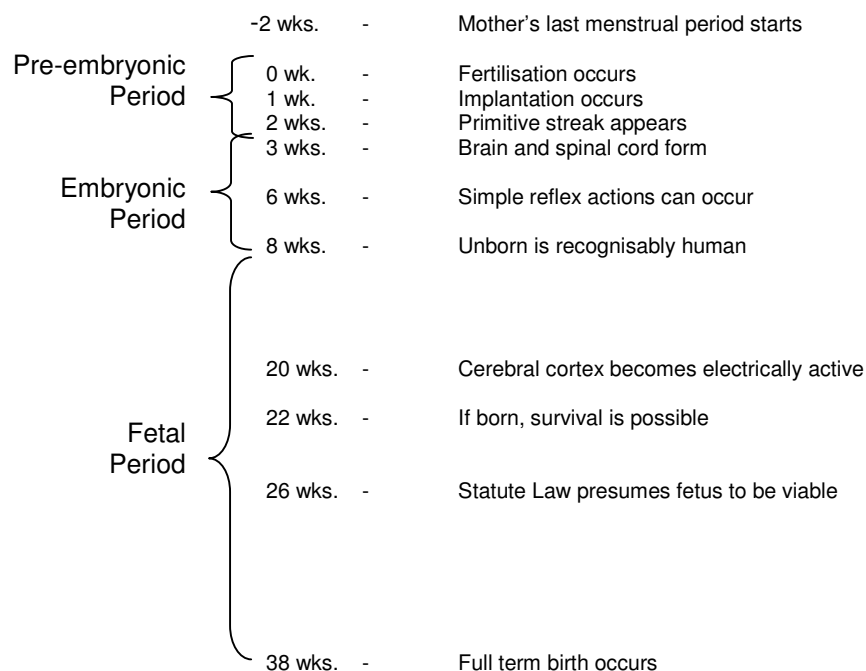 -2 wks. - Mother's last menstrual period starts
Pre-embryonic
Period
0 wk. - Fertilisation occurs
1 wk. - Implantation occurs
2 wks. - Primitive streak appears
3 wks. - Brain and spinal cord form
Embryonic
Period
6 wks. - Simple reflex actions can occur
8 wks. - Unborn is recognisably human
20 wks. - Cerebral cortex becomes electrically active
22 wks. - If born, survival is possible
Fetal
Period
26 wks. - Statute Law presumes fetus to be viable
38 wks. - Full term birth occurs